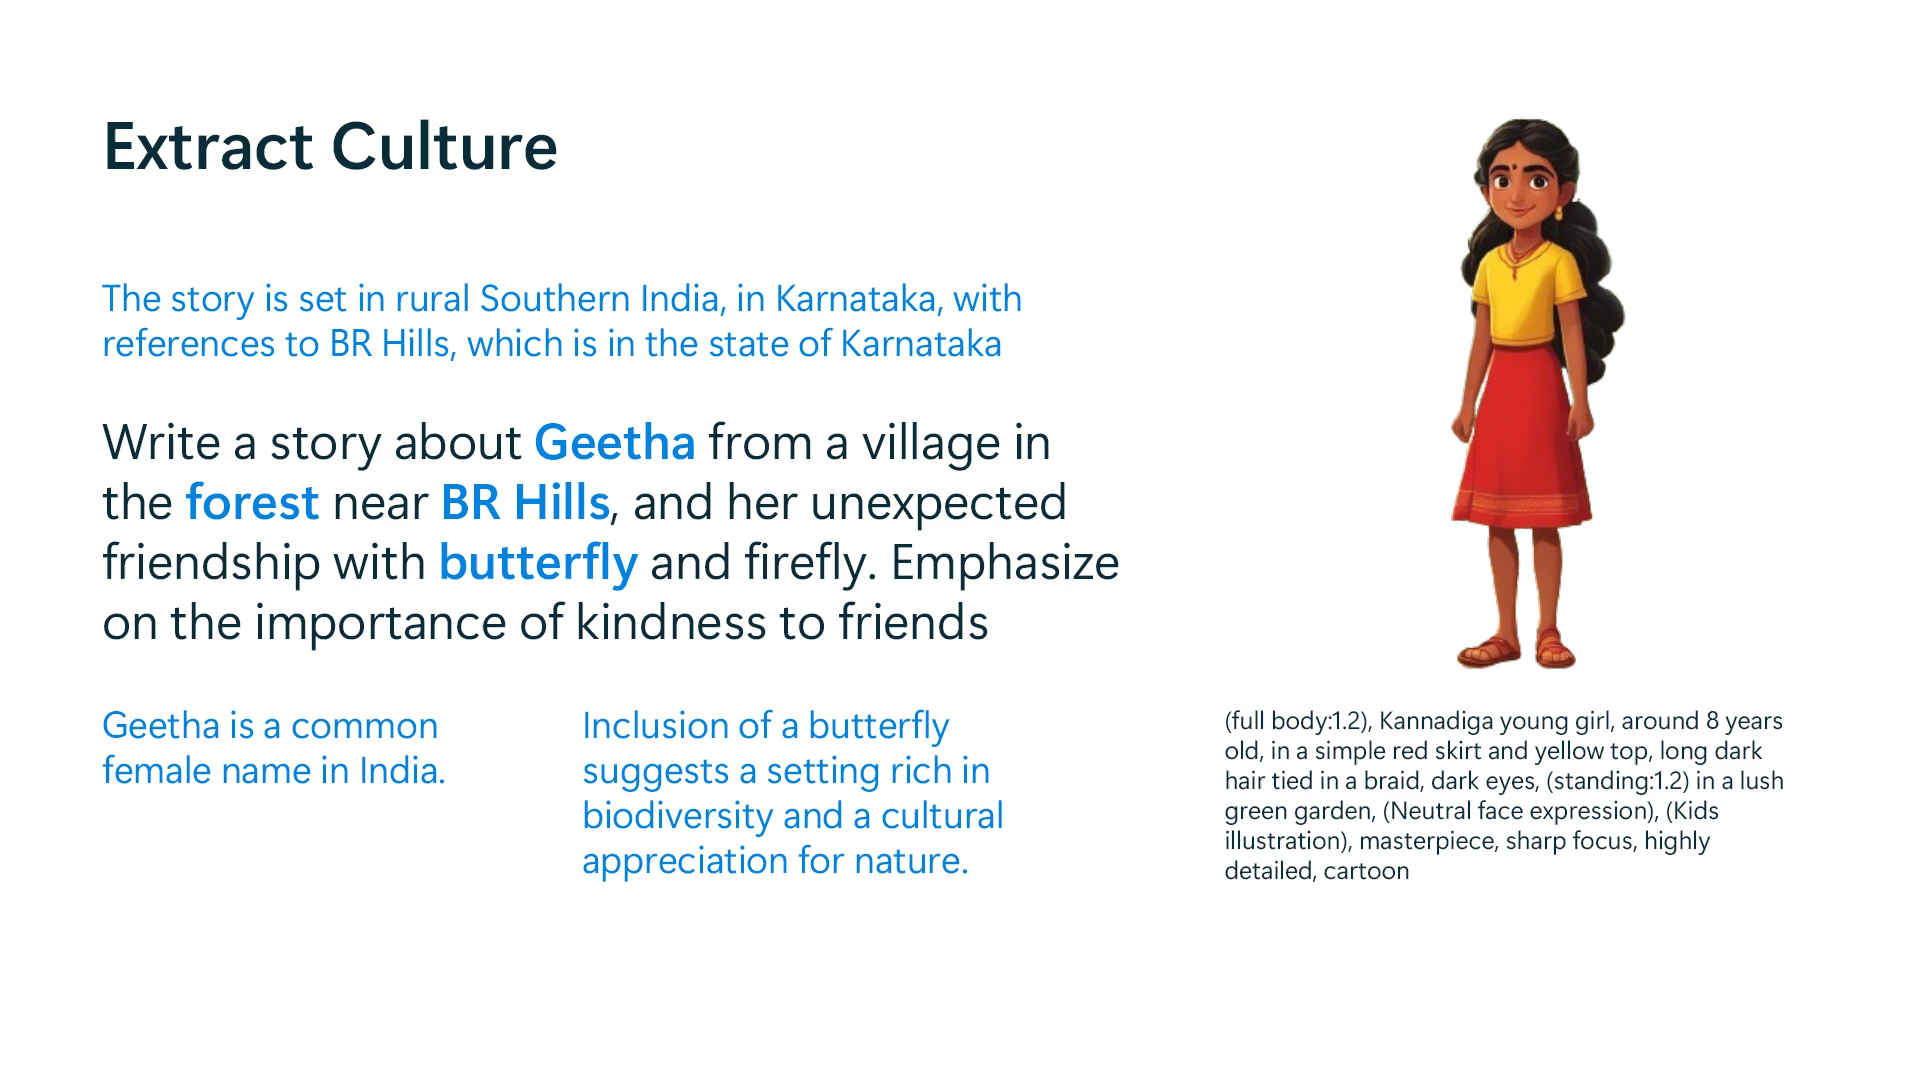 Extract Culture
The story is set in rural Southern India, in Karnataka, with
references to BR Hills, which is in the state of Karnataka
Write a story about Geetha from a village in
the forest near BR Hills, and her unexpected
friendship with butterfly and firefly. Emphasize
on the importance of kindness to friends
Geetha is a common
female name in India.
Inclusion of a butterfly
suggests a setting rich in
biodiversity and a cultural
appreciation for nature.
(full body:1.2), Kannadiga young girl, around 8 years
old, in a simple red skirt and yellow top, long dark
hair tied in a braid, dark eyes, (standing:1.2) in a lush
green garden, (Neutral face expression), (Kids
illustration), masterpiece, sharp focus, highly
detailed, cartoon